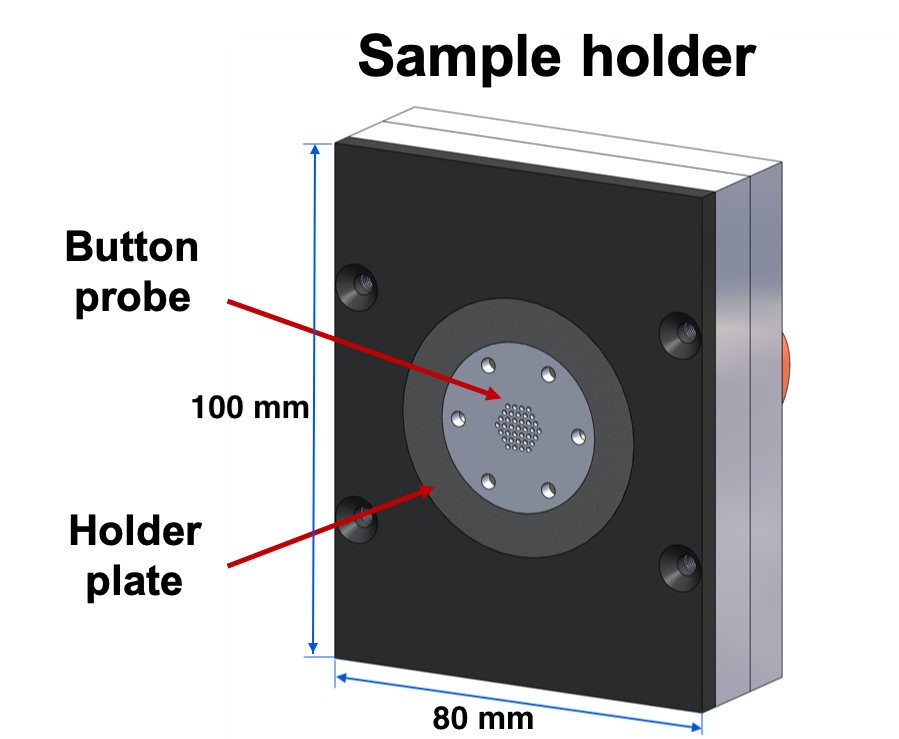 Sample holder
Button
probe
100 mm
Holder
plate
80 mm